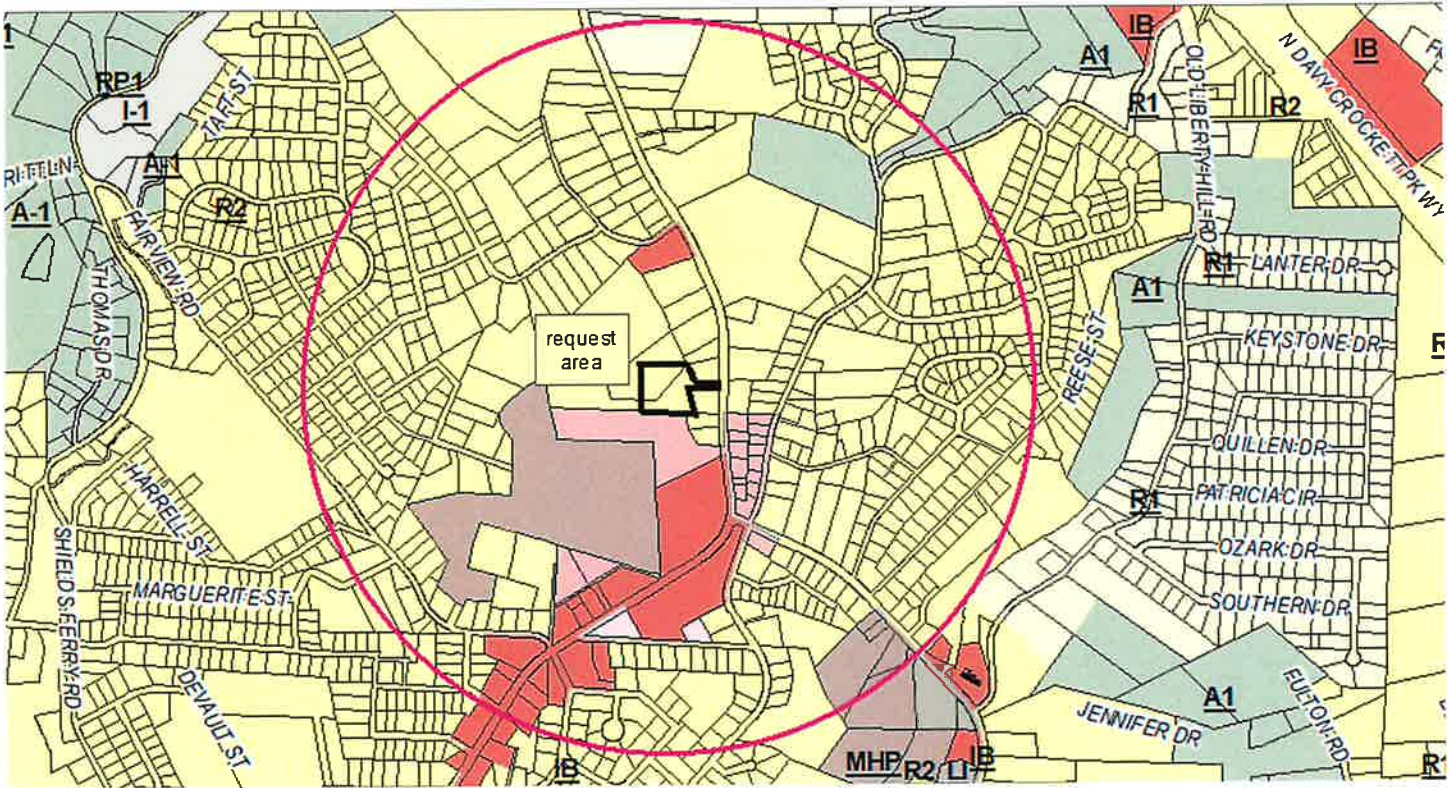 IB
IB
A1
RP1
I-1
TART ST
R1
OLD LIBERTY HILL RD
R2
N DAVY CROCKETT PKWY
A-1
A-1
R2
FAIRVIEW RD
THOMAS DR
R1
LANTER DR
A1
KEYSTONE DR
request
area
REESE ST
QUILLEN DR
PATRICIA CIR
R1
HARRELL ST
OZARK DR
SHIELDS FERRY RD
MARGUERITE ST
SOUTHERN DR
DEVAULT ST
A1
FULTON RD
JENNIFER DR
IB
MHP
R2
LI
IB